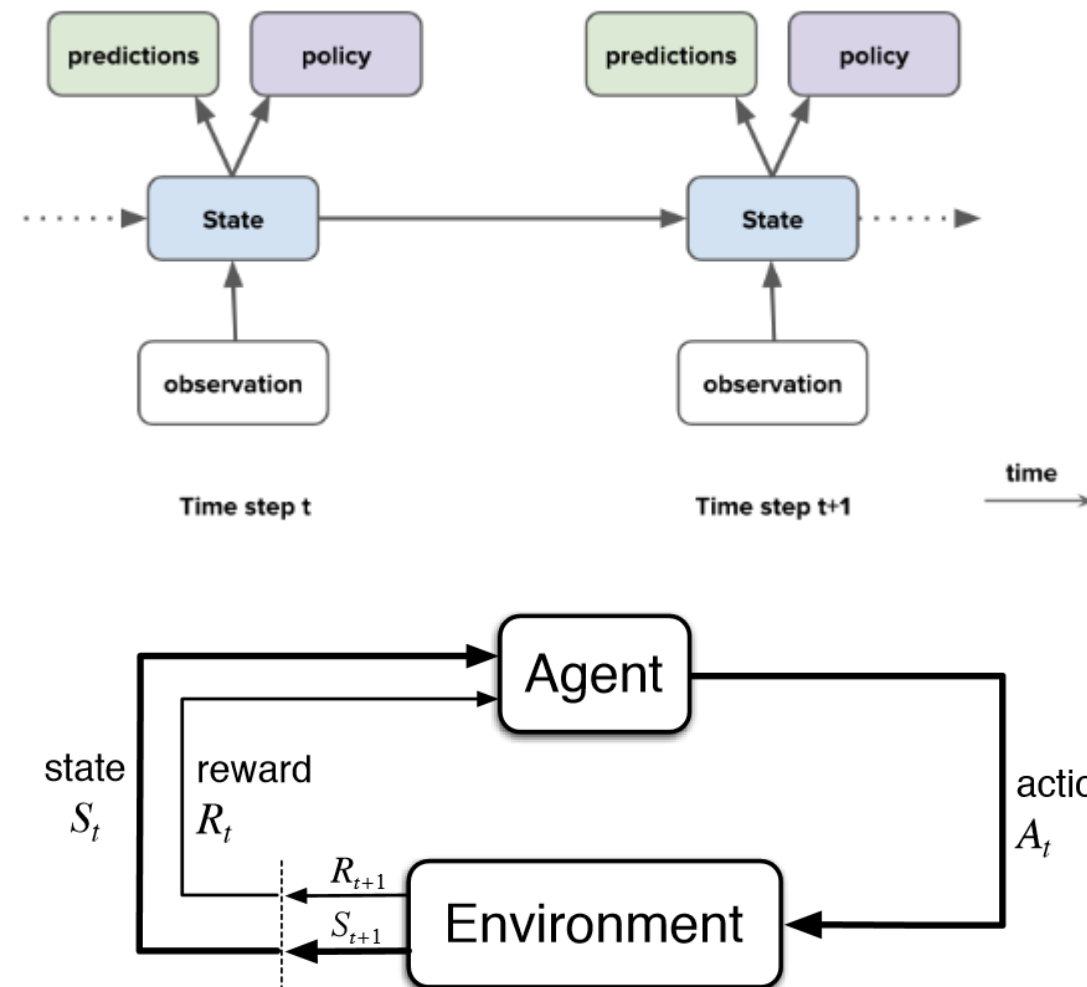 predictions policy predictions policy
State State
observation observation
time
Time step t Time step t+1
Agent
state reward
S_t R_t
actio
A_t
R_{t+1}
S_{t+1}
Environment